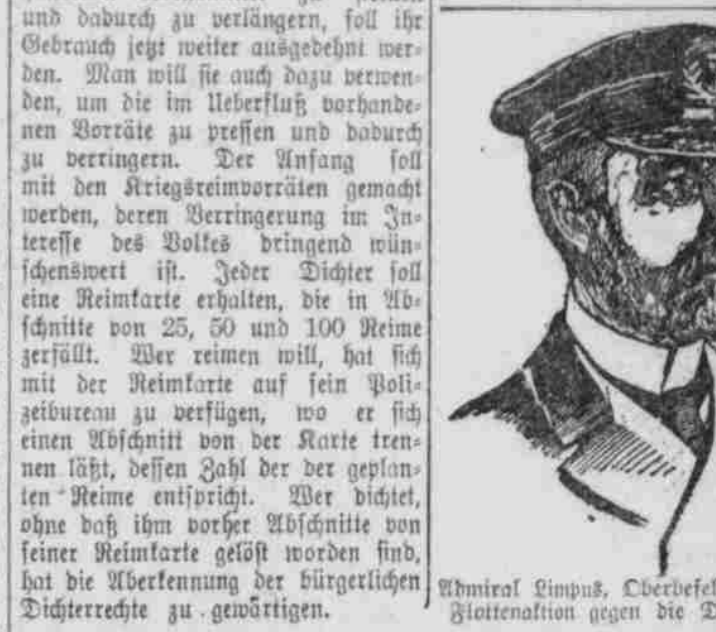 und dadurch zu verlängern, soll ihr
Gebrauch jetzt weiter ausgedehnt wer-
den. Man will sie auch dazu verwen-
den, um die im Ueberfluß vorhande-
nen Vorräte zu pressen und dadurch
zu verringern. Der Anfang soll
mit den Kriegsreimvorräten gemacht
werden, deren Verringerung im In-
teresse des Volkes dringend wün-
schenswert ist. Jeder Dichter soll
eine Reimkarte erhalten, die in Ab-
schnitte von 25, 50 und 100 Reime
zerfällt. Wer reimen will, hat sich
mit der Reimkarte auf sein Poli-
zeibureau zu verfügen, wo er sich
einen Abschnitt von der Karte tren-
nen läßt, dessen Zahl der der geplan-
ten Reime entspricht. Wer dichtet,
ohne daß ihm vorher Abschnitte von
seiner Reimkarte gelöst worden sind,
hat die Aberkennung der bürgerlichen
Dichterrechte zu gewärtigen.
Admiral Limpus, Oberbefel
Flottenaktion gegen die D